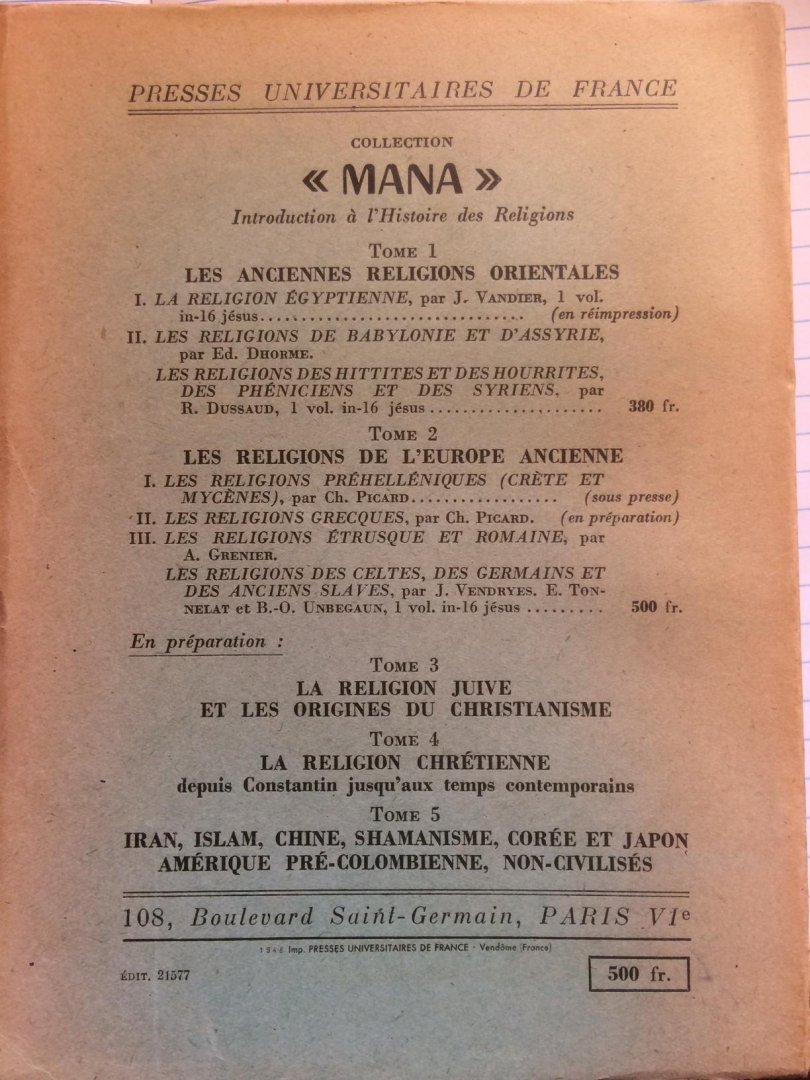 PRESSES UNIVERSITAIRES DE FRANCE
COLLECTION
« MANA »
Introduction à l'Histoire des Religions
TOME 1
LES ANCIENNES RELIGIONS ORIENTALES
I. LA RELIGION ÉGYPTIENNE, par J. VANDIER, 1 vol.
in-16 jésus................................ (en réimpression)
II. LES RELIGIONS DE BABYLONIE ET D'ASSYRIE,
par Ed. DHORME.
LES RELIGIONS DES HITTITES ET DES HOURRITES,
DES PHÉNICIENS ET DES SYRIENS, par
R. DUSSAUD, 1 vol. in-16 jésus ..................... 380 fr.
TOME 2
LES RELIGIONS DE L'EUROPE ANCIENNE
I. LES RELIGIONS PRÉHELLÉNIQUES (CRÈTE ET
MYCÈNES), par Ch. PICARD.................. (sous presse)
II. LES RELIGIONS GRECQUES, par Ch. PICARD. (en préparation)
III. LES RELIGIONS ÉTRUSQUE ET ROMAINE, par
A. GRENIER.
LES RELIGIONS DES CELTES, DES GERMAINS ET
DES ANCIENS SLAVES, par J. VENDRYES. E. TON-
NELAT et B.-O. UNBEGAUN, 1 vol. in-16 jésus ......... 500 fr.
En préparation :
TOME 3
LA RELIGION JUIVE
ET LES ORIGINES DU CHRISTIANISME
TOME 4
LA RELIGION CHRÉTIENNE
depuis Constantin jusqu'aux temps contemporains
TOME 5
IRAN, ISLAM, CHINE, SHAMANISME, CORÉE ET JAPON
AMÉRIQUE PRÉ-COLOMBIENNE, NON-CIVILISÉS
108, Boulevard Saint-Germain, PARIS VIe
Imp. PRESSES UNIVERSITAIRES DE FRANCE - Vendôme (France)
ÉDIT. 21577
500 fr.